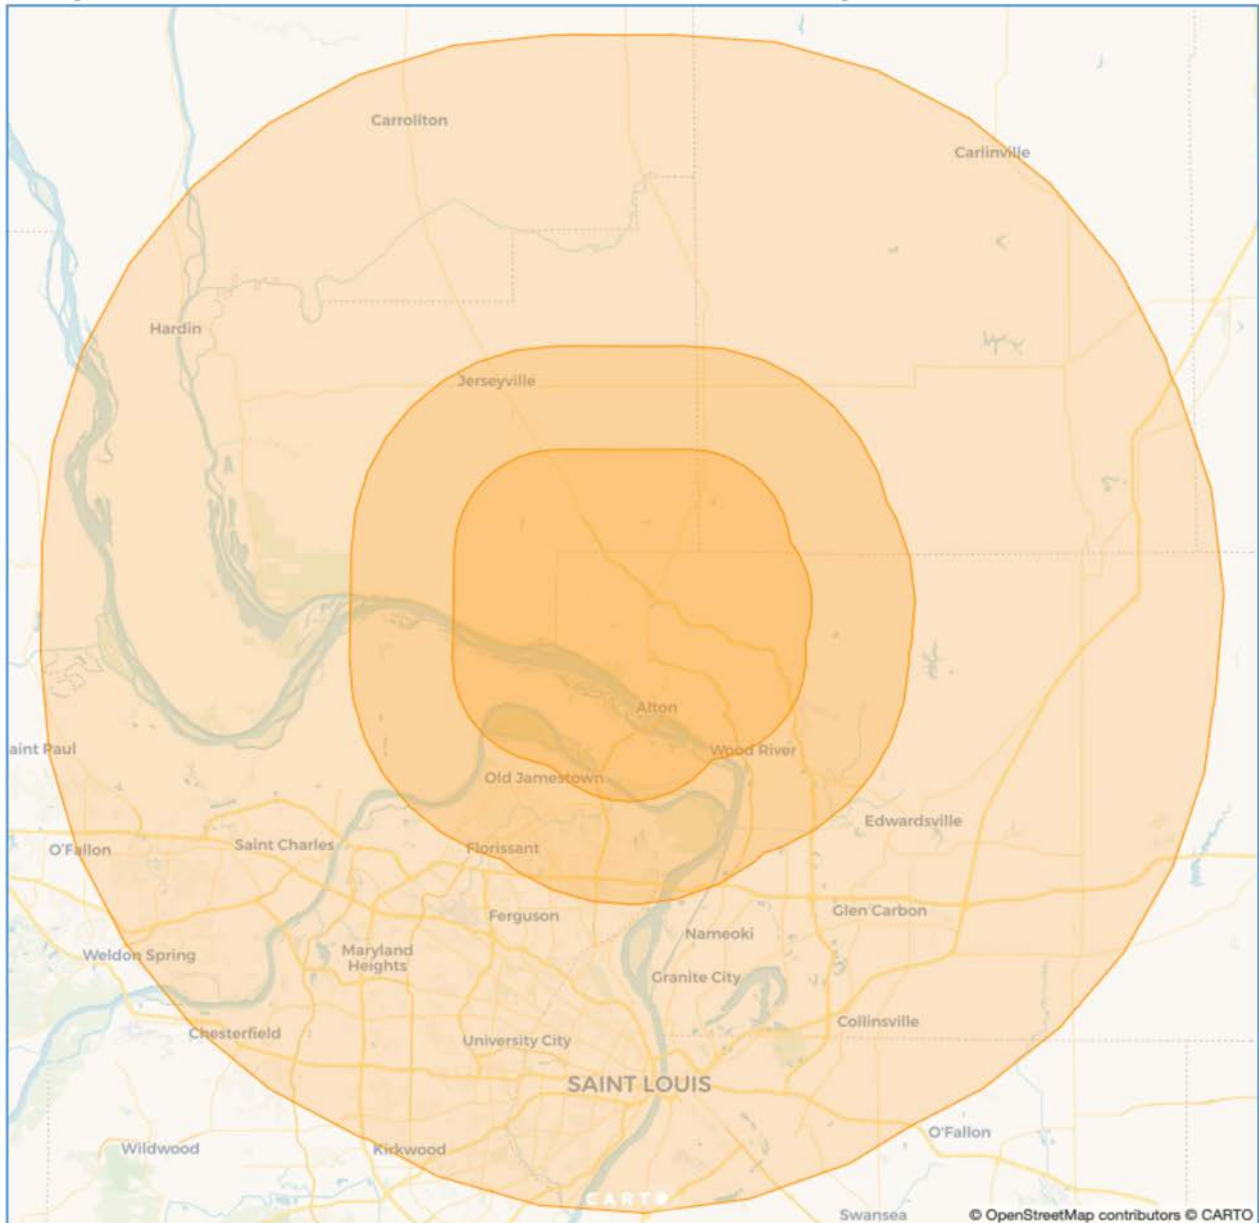 Carrollton
Carlinville
Hardin
Jerseyville
Alton
aint Paul
Wood River
Old Jamestown
Edwardsville
O'Fallon
Saint Charles
Florissant
Ferguson
Glen Carbon
Nameoki
Weldon Spring
Maryland
Heights
Granite City
Chesterfield
University City
Collinsville
SAINT LOUIS
O'Fallon
Wildwood
Kirkwood
CARTO
Swansea
© OpenStreetMap contributors © CARTO